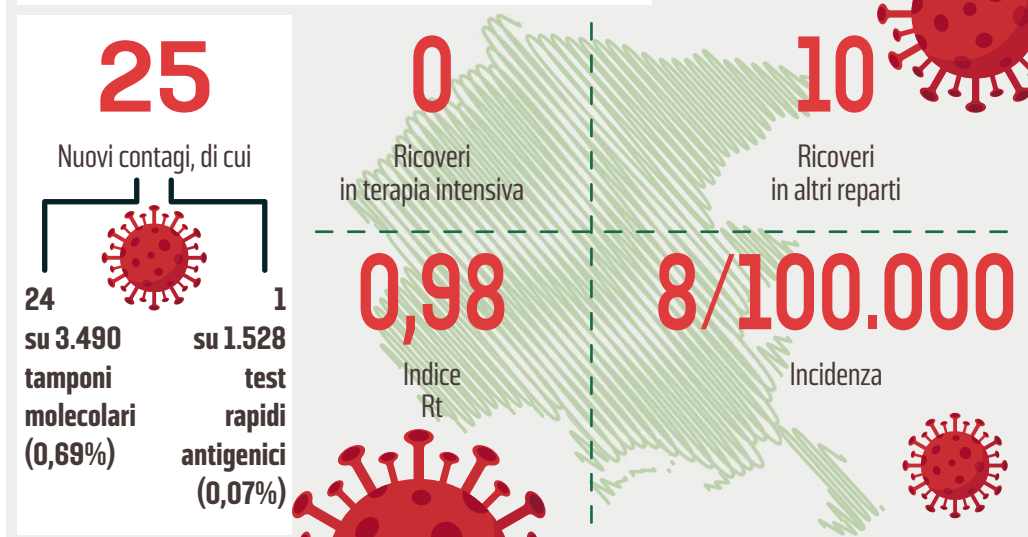 25
Nuovi contagi, di cui
24
su 3.490
tamponi
molecolari
(0,69%)
1
su 1.528
test
rapidi
antigenici
(0,07%)
0
Ricoveri
in terapia intensiva
10
Ricoveri
in altri reparti
0,98
Indice
Rt
8/100.000
Incidenza